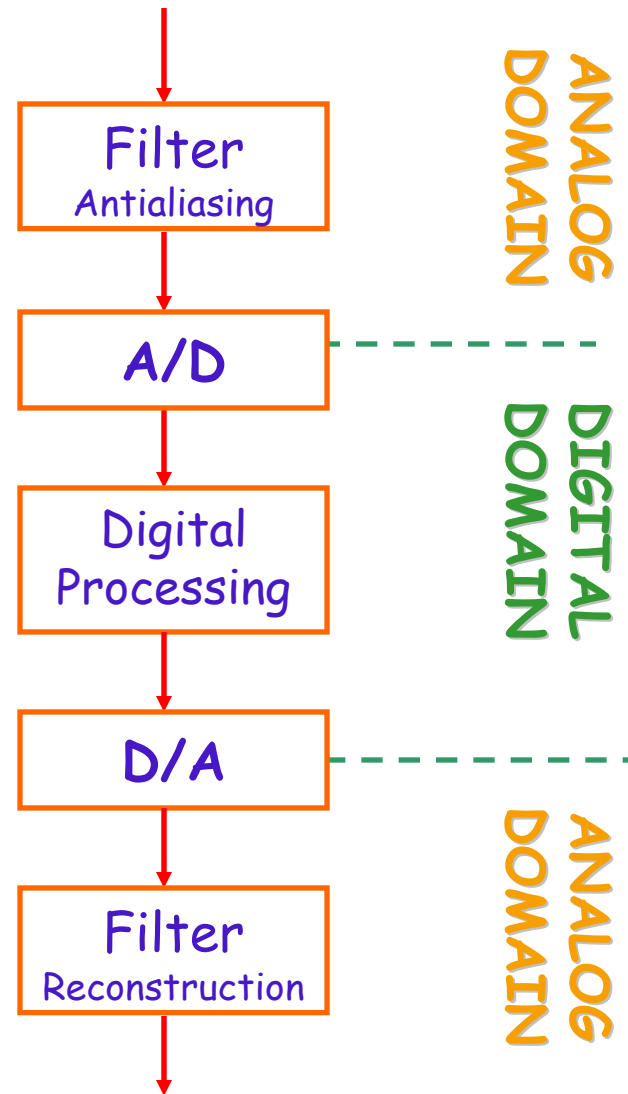 Filter
Antialiasing
ANALOG
DOMAIN
A/D
Digital
Processing
DIGITAL
DOMAIN
D/A
Filter
Reconstruction
ANALOG
DOMAIN